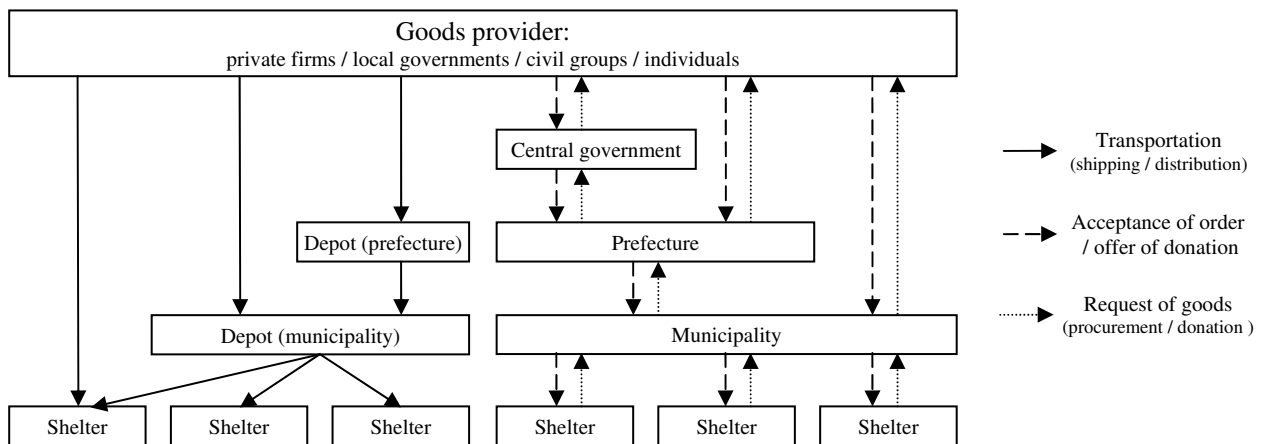 Goods provider:
private firms / local governments / civil groups / individuals
Central government
Transportation
(shipping / distribution)
Depot (prefecture)
Prefecture
Acceptance of order
/ offer of donation
Depot (municipality)
Municipality
Request of goods
(procurement / donation )
Shelter
Shelter
Shelter
Shelter
Shelter
Shelter